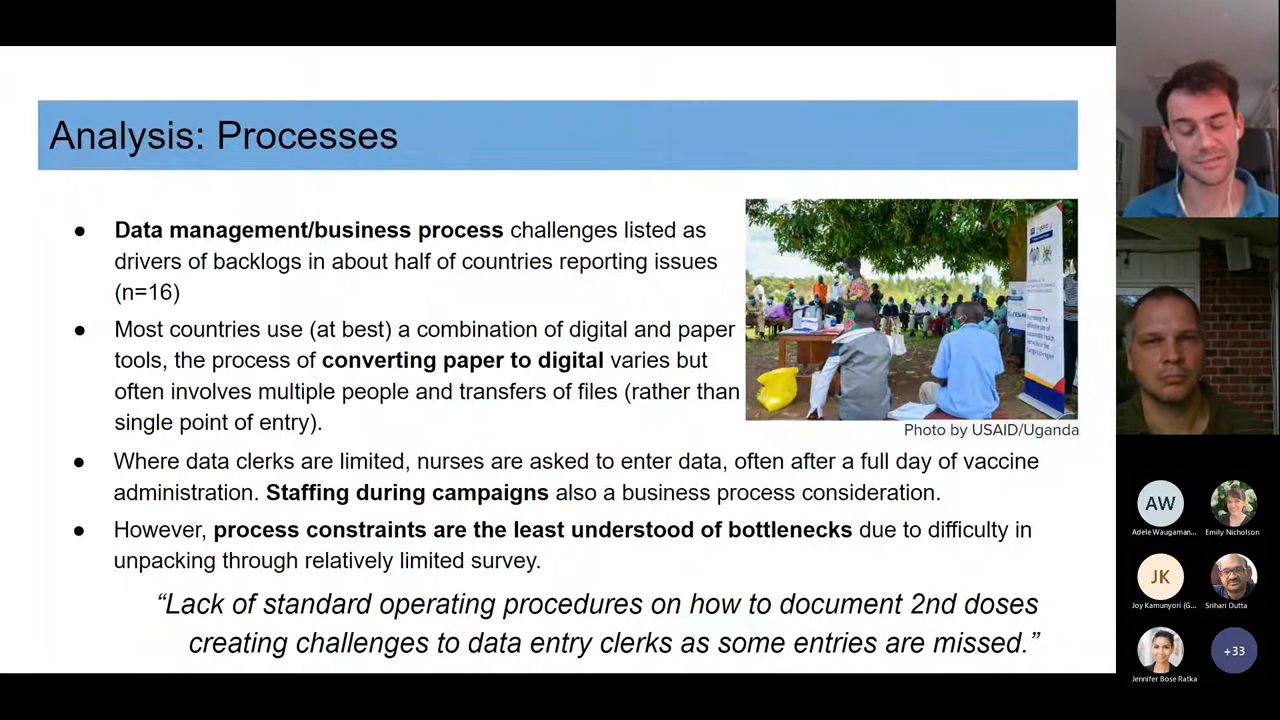 Analysis: Processes
● Data management/business process challenges listed as
drivers of backlogs in about half of countries reporting issues
(n=16)
● Most countries use (at best) a combination of digital and paper
tools, the process of converting paper to digital varies but
often involves multiple people and transfers of files (rather than
single point of entry).
Photo by USAID/Uganda
● Where data clerks are limited, nurses are asked to enter data, often after a full day of vaccine
administration. Staffing during campaigns also a business process consideration.
● However, process constraints are the least understood of bottlenecks due to difficulty in
unpacking through relatively limited survey.
“Lack of standard operating procedures on how to document 2nd doses
creating challenges to data entry clerks as some entries are missed.”
AW
Adele Waugaman...
Emily Nicholson
JK
Joy Kamunyori (G...
Srihari Dutta
Jennifer Bose Ratka
+33